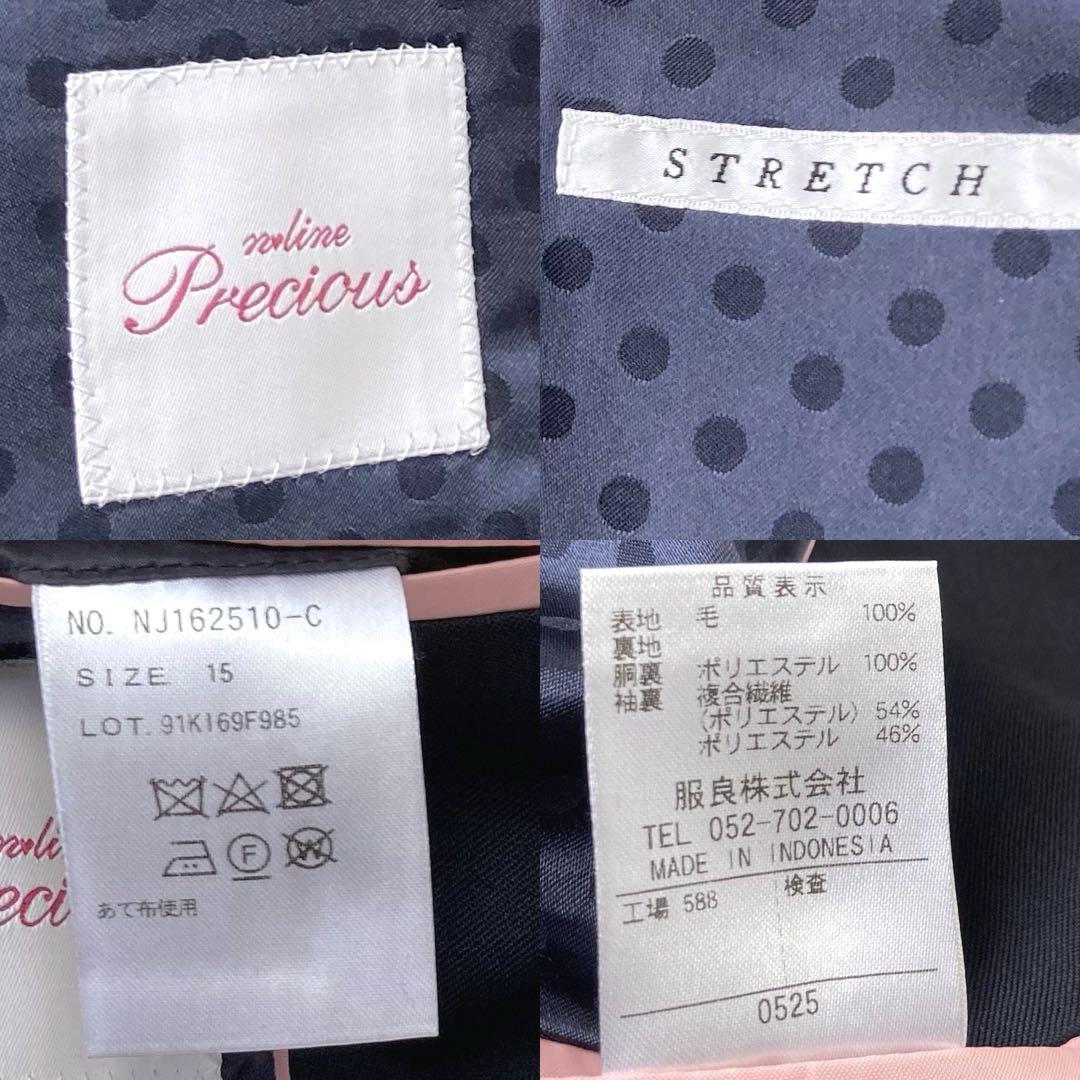 n♥line
Precious
STRETCH
NO. NJ162510-C
SIZE 15
LOT. 91KI69F985
W
F
あて布使用
n♥li
eci
品質表示
表地 毛 100%
裏地
胴裏 ポリエステル 100%
袖裏 複合繊維
(ポリエステル) 54%
ポリエステル 46%
服良株式会社
TEL 052-702-0006
MADE IN INDONESIA
工場 588 検査
0525